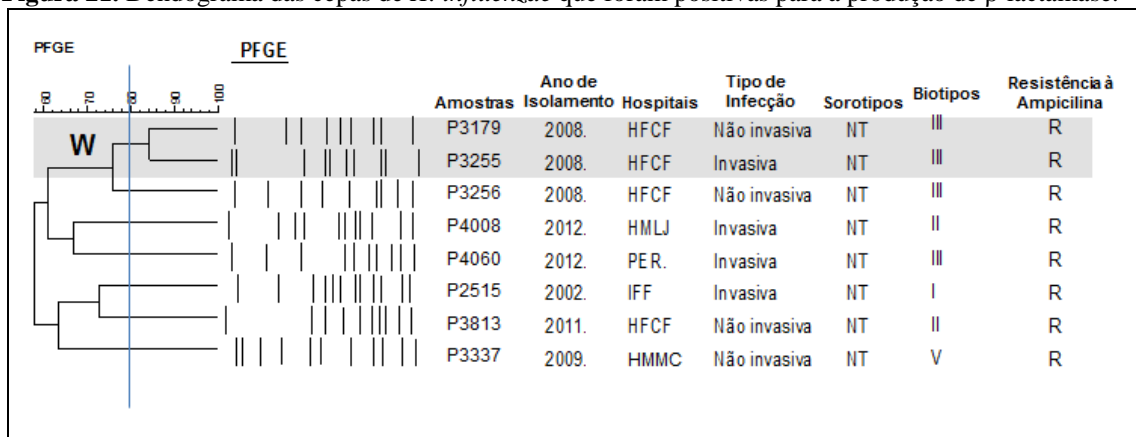 Figura 22. Dendograma das cepas de H. influenzae que foram positivas para a produção de β-lactamase.
PFGE PFGE
60 70 80 90 100
Amostras Ano de Isolamento Hospitais Tipo de Infecção Sorotipos Biotipos Resistência à Ampicilina
W
P3179 2008. HFCF Não invasiva NT III R
P3255 2008. HFCF Invasiva NT III R
P3256 2008. HFCF Não invasiva NT III R
P4008 2012. HMLJ Invasiva NT II R
P4060 2012. PER. Invasiva NT III R
P2515 2002. IFF Invasiva NT I R
P3813 2011. HFCF Não invasiva NT II R
P3337 2009. HMMC Não invasiva NT V R